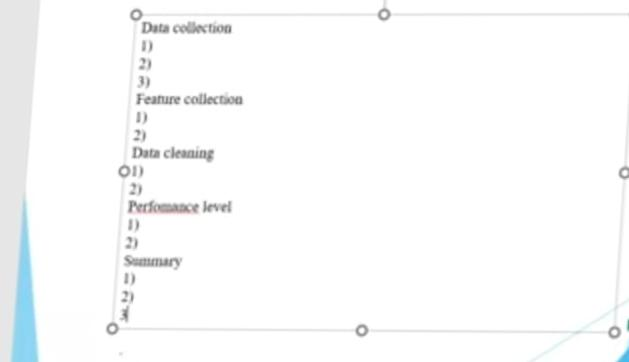 Data collection
1)
2)
3)
Feature collection
1)
2)
Data cleaning
1)
2)
Perfomance level
1)
2)
Summary
1)
2)
3